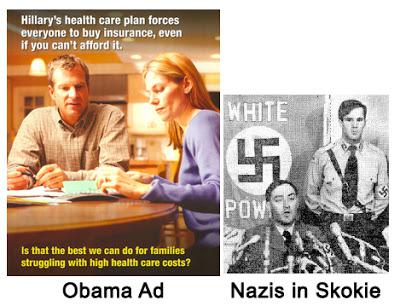 Hillary's health care plan forces
everyone to buy insurance, even
if you can't afford it.
Is that the best we can do for families
struggling with high health care costs?
Obama Ad
WHITE
POW
Nazis in Skokie